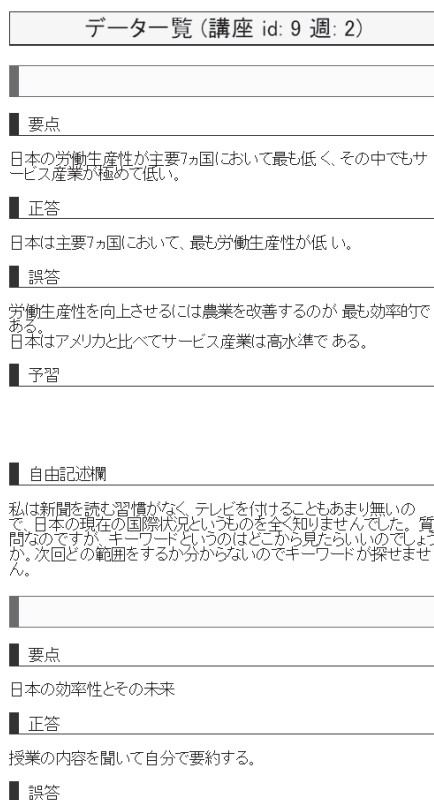 データ一覧 (講座 id: 9 週: 2)
要点
日本の労働生産性が主要7ヵ国において最も低く、その中でもサ
ービス産業が極めて低い。
正答
日本は主要7ヵ国において、最も労働生産性が低い。
誤答
労働生産性を向上させるには農業を改善するのが 最も効率的で
ある。
日本はアメリカと比べてサービス産業は高水準で ある。
予習
自由記述欄
私は新聞を読む習慣がなく、テレビを付けることもあまり無いの
で、日本の現在の国際状況というものを全く知りませんでした。質
問なのですが、キーワードというのはどこから見たらいいのでしょう
か。次回どの範囲をするか分からないのでキーワードが探せませ
ん。
要点
日本の効率性とその未来
正答
授業の内容を聞いて自分で要約する。
誤答